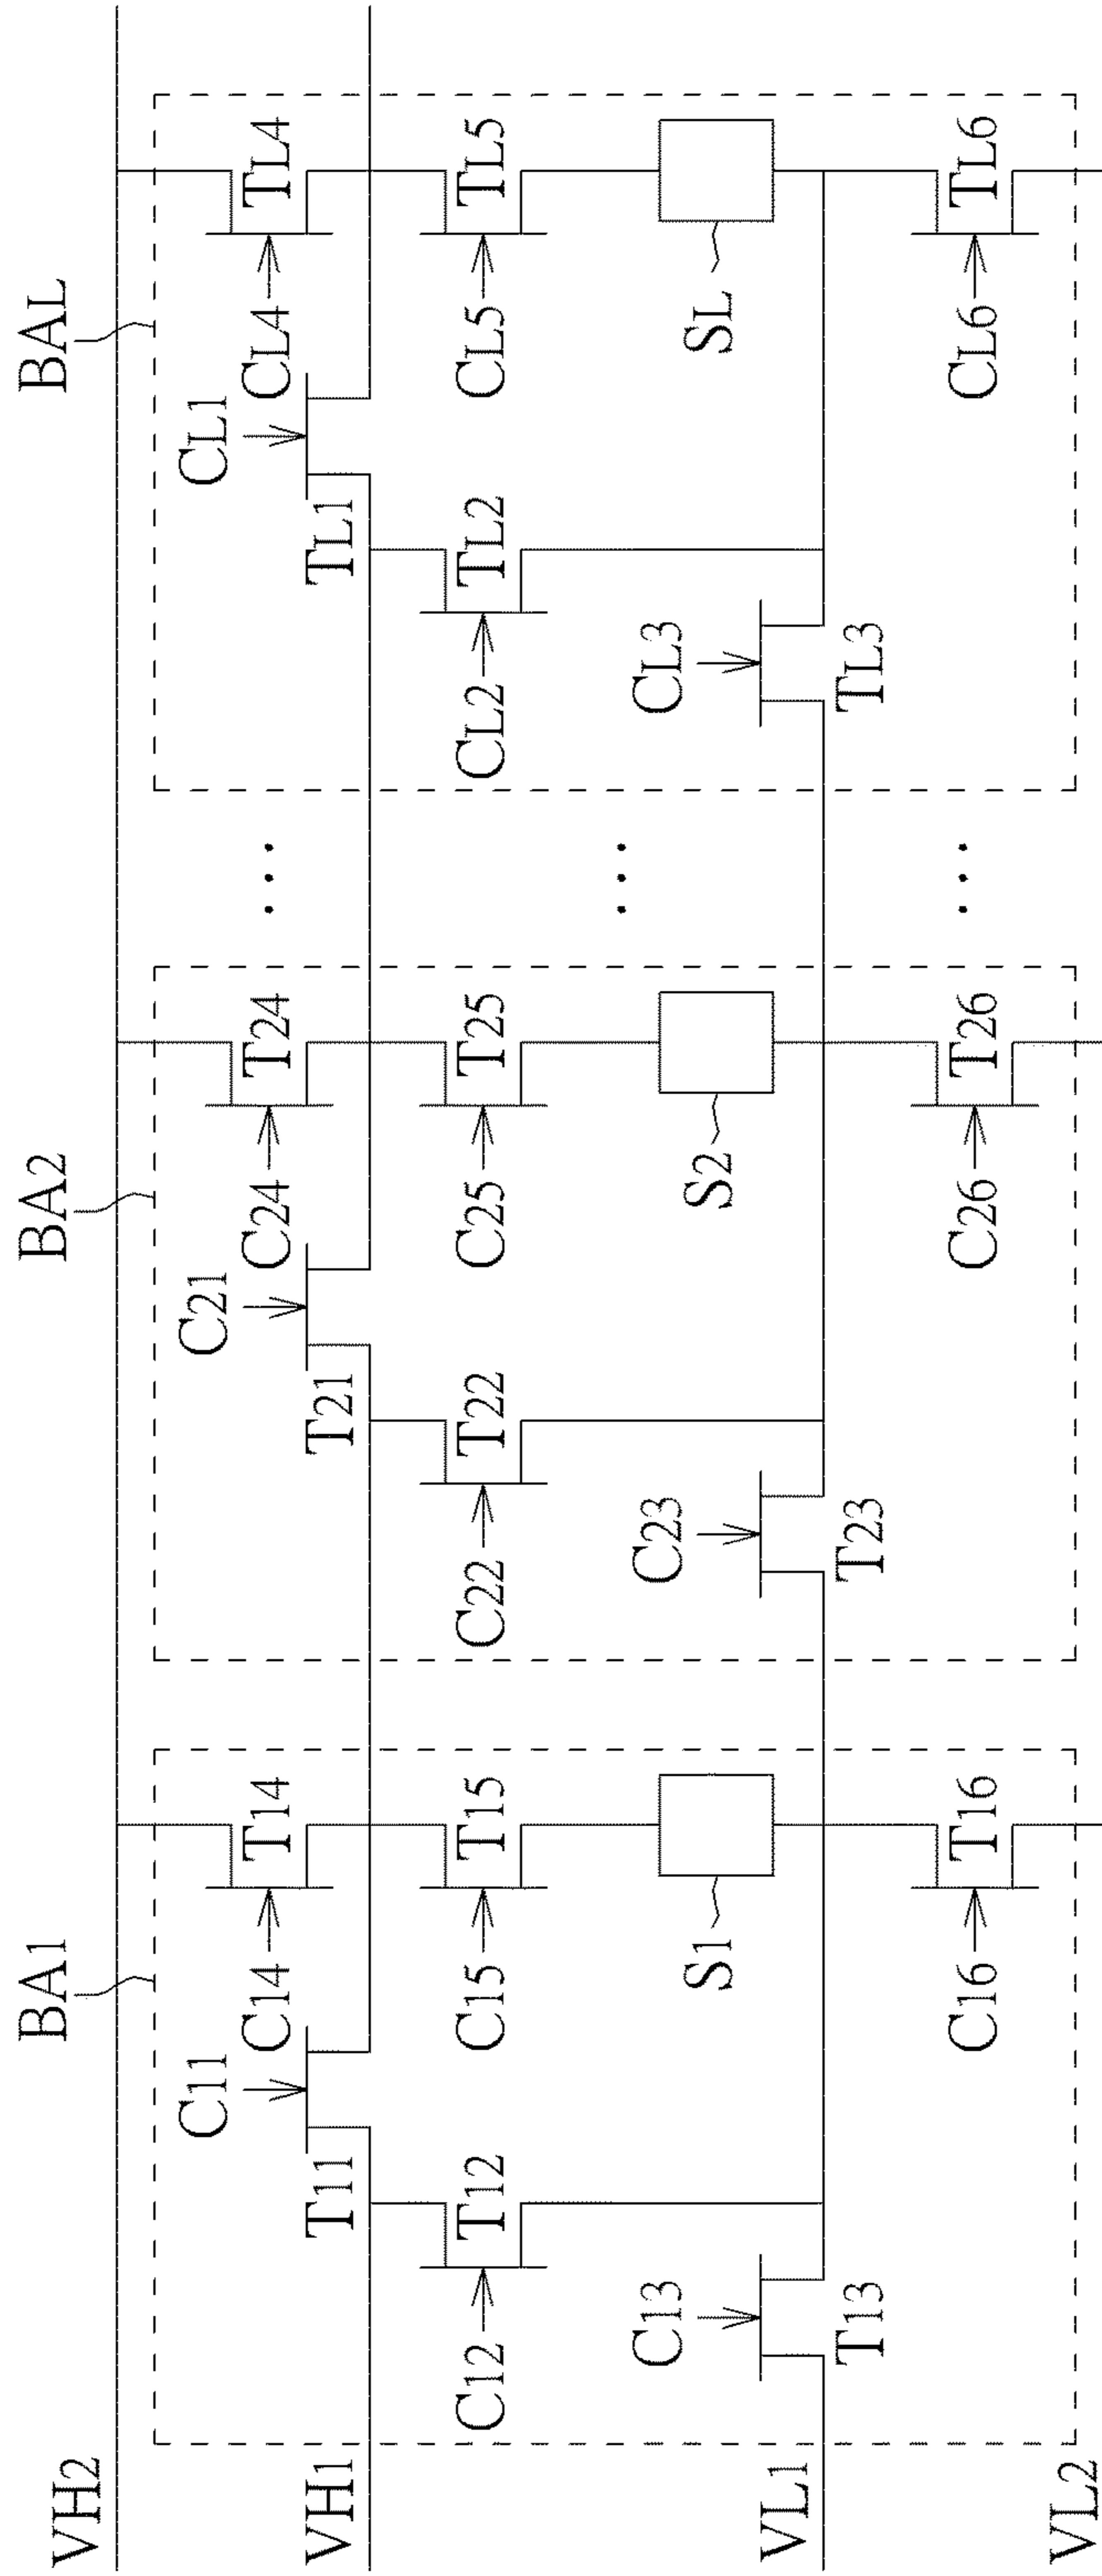 VH2
VH1
VL1
VL2
BA1
C11
T11
C12
T12
C13
T13
C14
T14
C15
T15
S1
C16
T16
BA2
C21
T21
C22
T22
C23
T23
C24
T24
C25
T25
S2
C26
T26
...
...
...
BAL
CL1
TL1
CL2
TL2
CL3
TL3
CL4
TL4
CL5
TL5
SL
CL6
TL6